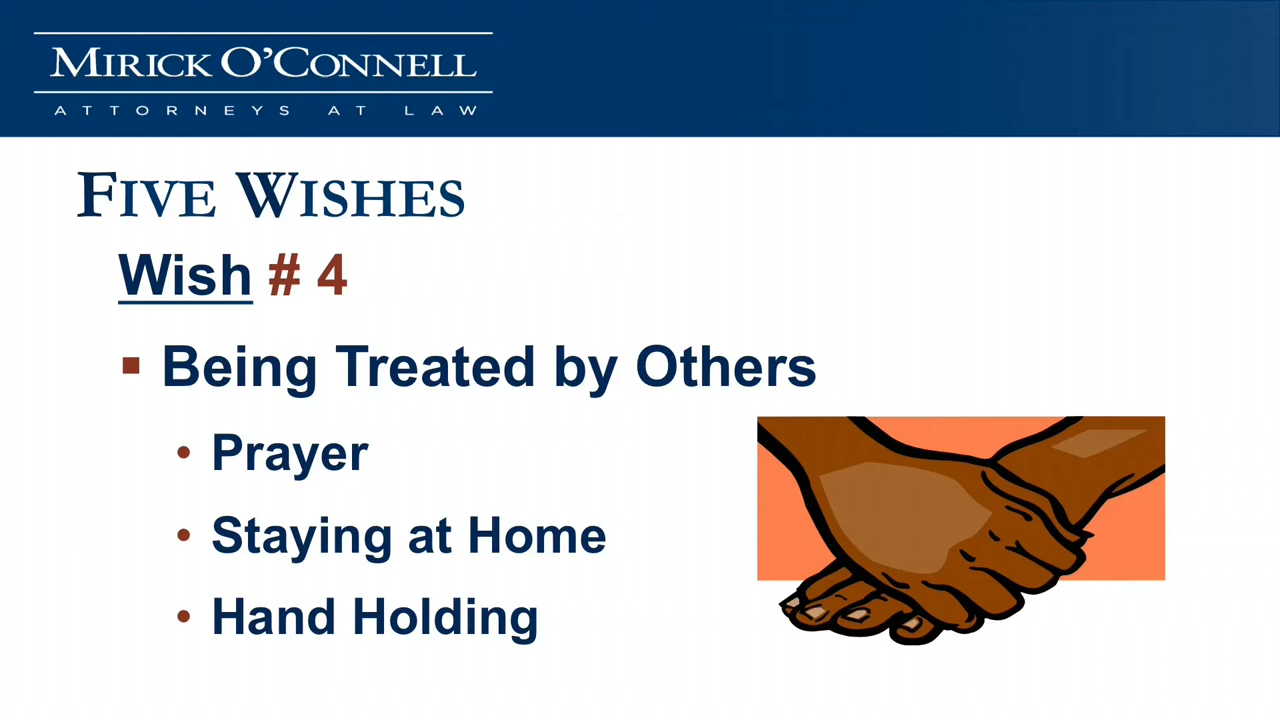 MIRICK O'CONNELL
ATTORNEYS AT LAW
FIVE WISHES
Wish # 4
▪ Being Treated by Others
• Prayer
• Staying at Home
• Hand Holding